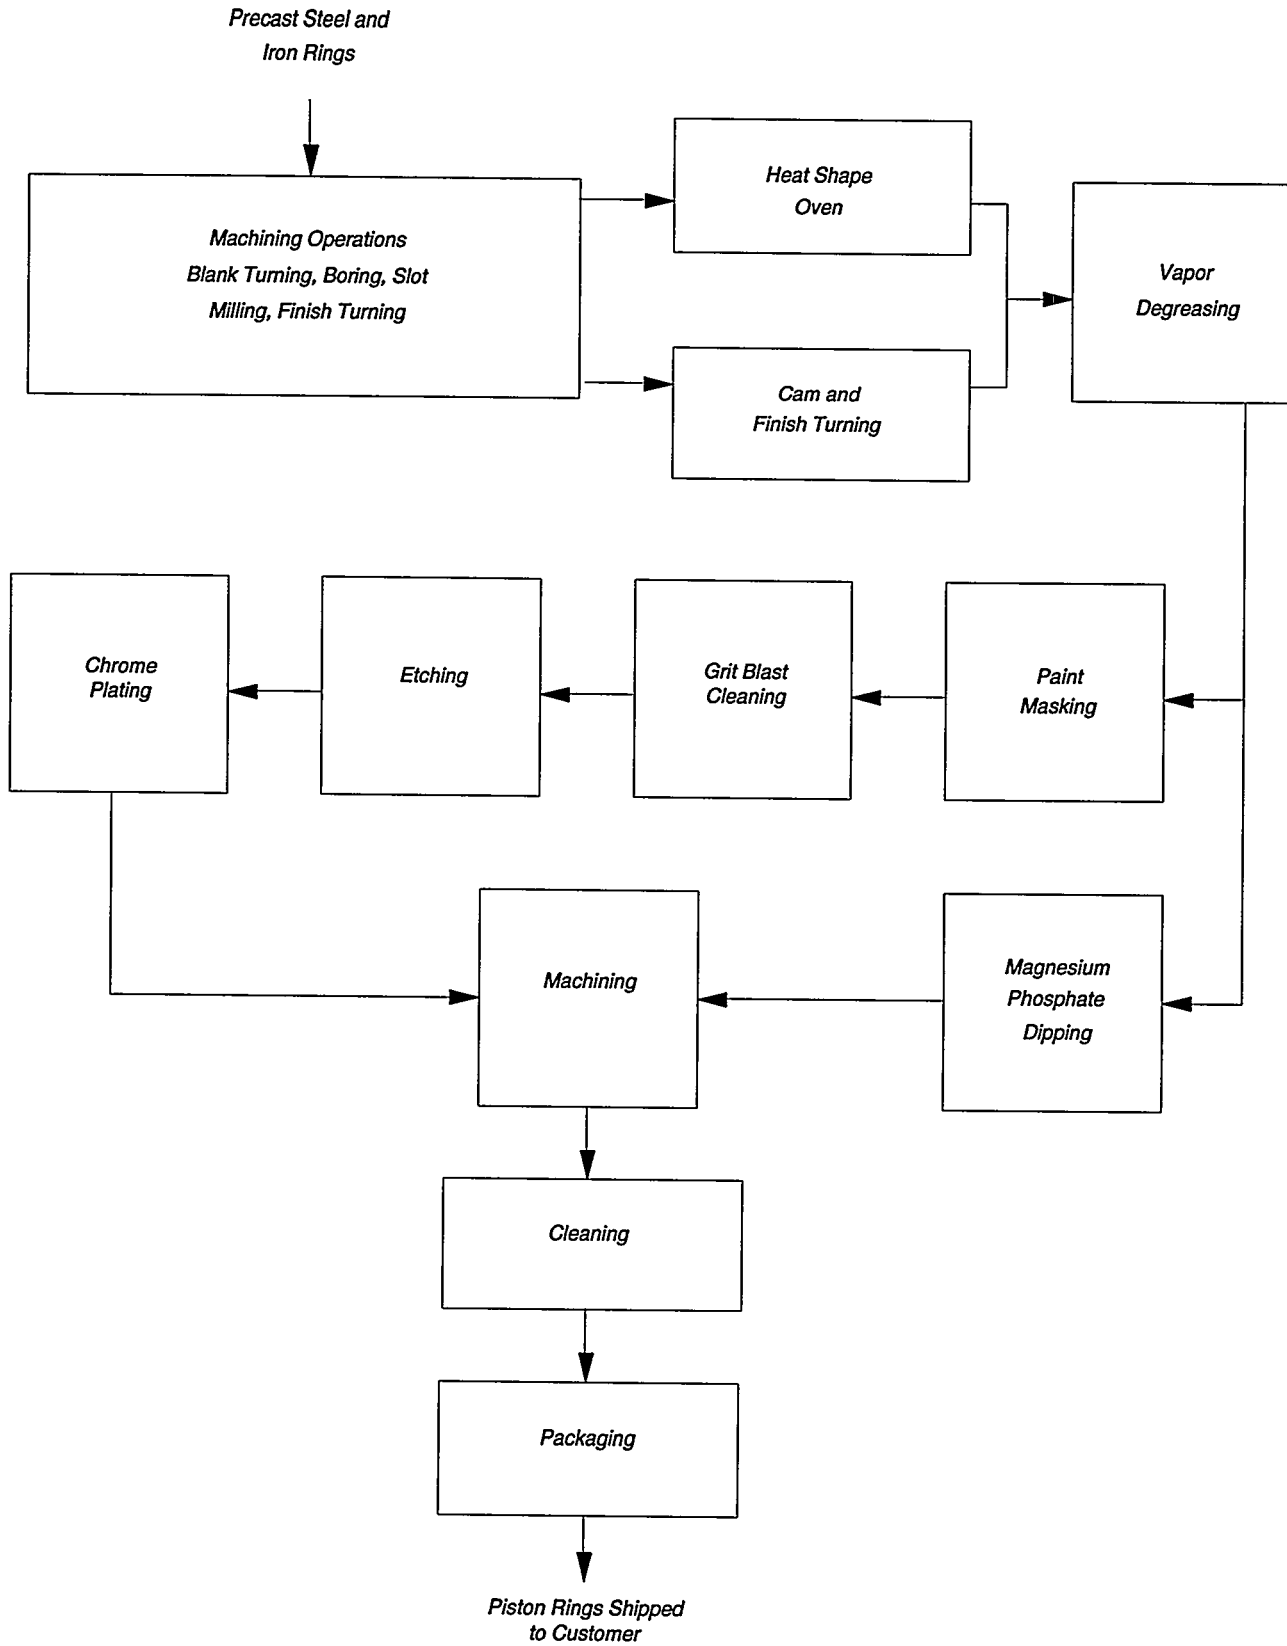 Precast Steel and
Iron Rings
Machining Operations
Blank Turning, Boring, Slot
Milling, Finish Turning
Heat Shape
Oven
Cam and
Finish Turning
Vapor
Degreasing
Chrome
Plating
Etching
Grit Blast
Cleaning
Paint
Masking
Machining
Magnesium
Phosphate
Dipping
Cleaning
Packaging
Piston Rings Shipped
to Customer